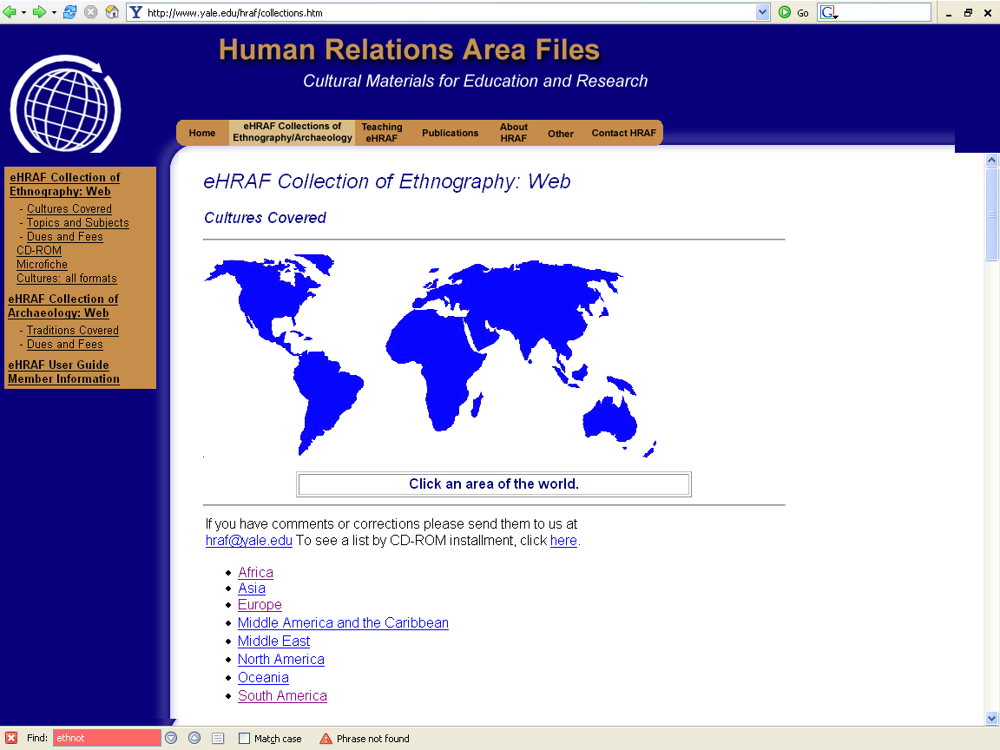 http://www.yale.edu/hraf/collections.htm
Go
Human Relations Area Files
Cultural Materials for Education and Research
Home
eHRAF Collections of
Ethnography/Archaeology
Teaching
eHRAF
Publications
About
HRAF
Other
Contact HRAF
eHRAF Collection of
Ethnography: Web
- Cultures Covered
- Topics and Subjects
- Dues and Fees
CD-ROM
Microfiche
Cultures: all formats
eHRAF Collection of
Archaeology: Web
- Traditions Covered
- Dues and Fees
eHRAF User Guide
Member Information
eHRAF Collection of Ethnography: Web
Cultures Covered
Click an area of the world.
If you have comments or corrections please send them to us at
hraf@yale.edu To see a list by CD-ROM installment, click here.
Africa
Asia
Europe
Middle America and the Caribbean
Middle East
North America
Oceania
South America
Find: ethnot Match case Phrase not found